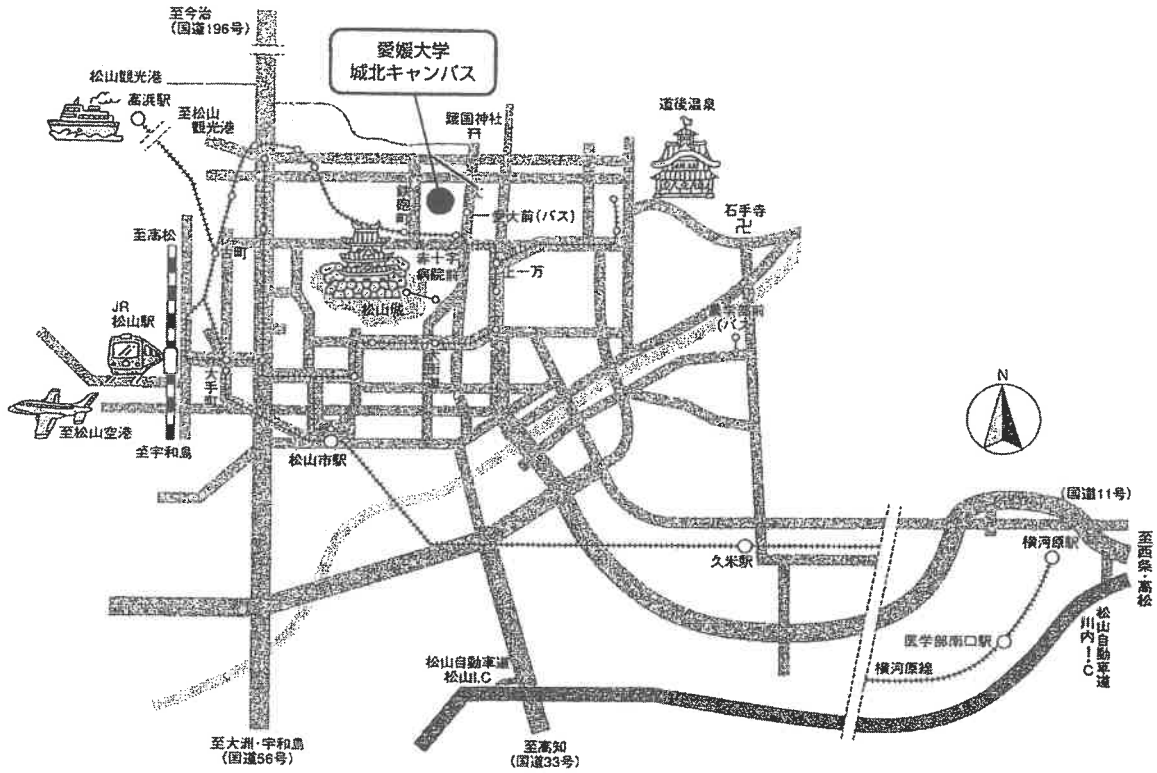 至今治
(国道196号)
愛媛大学
城北キャンパス
松山観光港
高浜駅
至松山
観光港
護国神社
道後温泉
鉄砲町
愛大前(バス)
石手寺
至高松
町
赤十字
病院前
上一万
松山城
JR
松山駅
農学部前
(バス
大手町
N
至松山空港
至宇和島
松山市駅
(国道11号)
横河原駅
久米駅
至西条・高松
松山自動車道
川内I・C
医学部南口駅
横河原線
松山自動車道
松山I.C
至大洲・宇和島
(国道56号)
至高知
(国道33号)